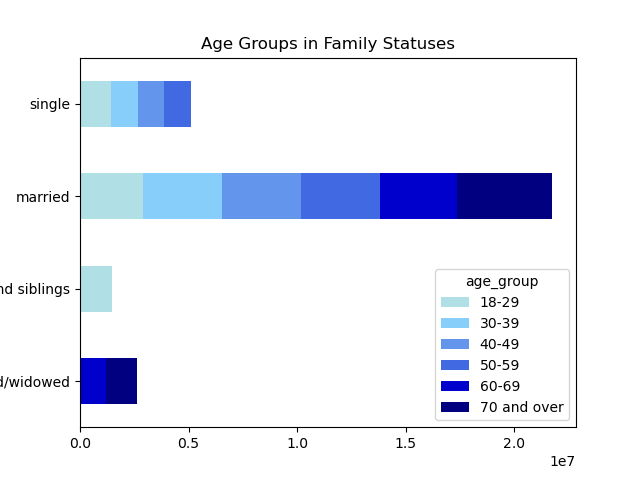 Age Groups in Family Statuses
single
married
nd siblings
d/widowed
age_group
18-29
30-39
40-49
50-59
60-69
70 and over
0.0 0.5 1.0 1.5 2.0
1e7